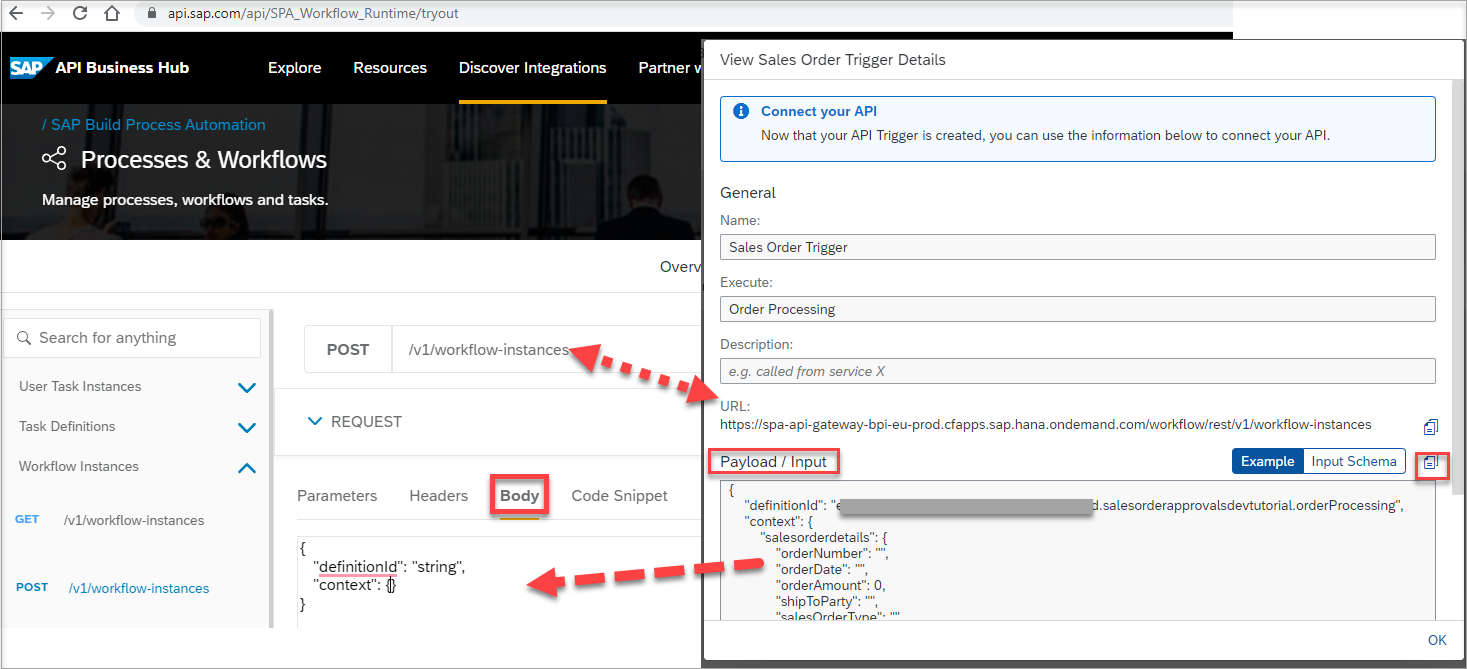 api.sap.com/api/SPA_Workflow_Runtime/tryout
SAP API Business Hub
Explore
Resources
Discover Integrations
Partner
/ SAP Build Process Automation
Processes & Workflows
Manage processes, workflows and tasks.
Overv
Search for anything
User Task Instances
Task Definitions
Workflow Instances
GET /v1/workflow-instances
POST /v1/workflow-instances
POST /v1/workflow-instances
REQUEST
Parameters
Headers
Body
Code Snippet
{
"definitionId": "string",
"context": {}
}
View Sales Order Trigger Details
Connect your API
Now that your API Trigger is created, you can use the information below to connect your API.
General
Name:
Sales Order Trigger
Execute:
Order Processing
Description:
e.g. called from service X
URL:
https://spa-api-gateway-bpi-eu-prod.cfapps.sap.hana.ondemand.com/workflow/rest/v1/workflow-instances
Payload / Input
Example
Input Schema
{
"definitionId": "e d.salesorderapprovalsdevtutorial.orderProcessing",
"context": {
"salesorderdetails": {
"orderNumber": "",
"orderDate": "",
"orderAmount": 0,
"shipToParty": "",
"salesOrderType": ""
OK